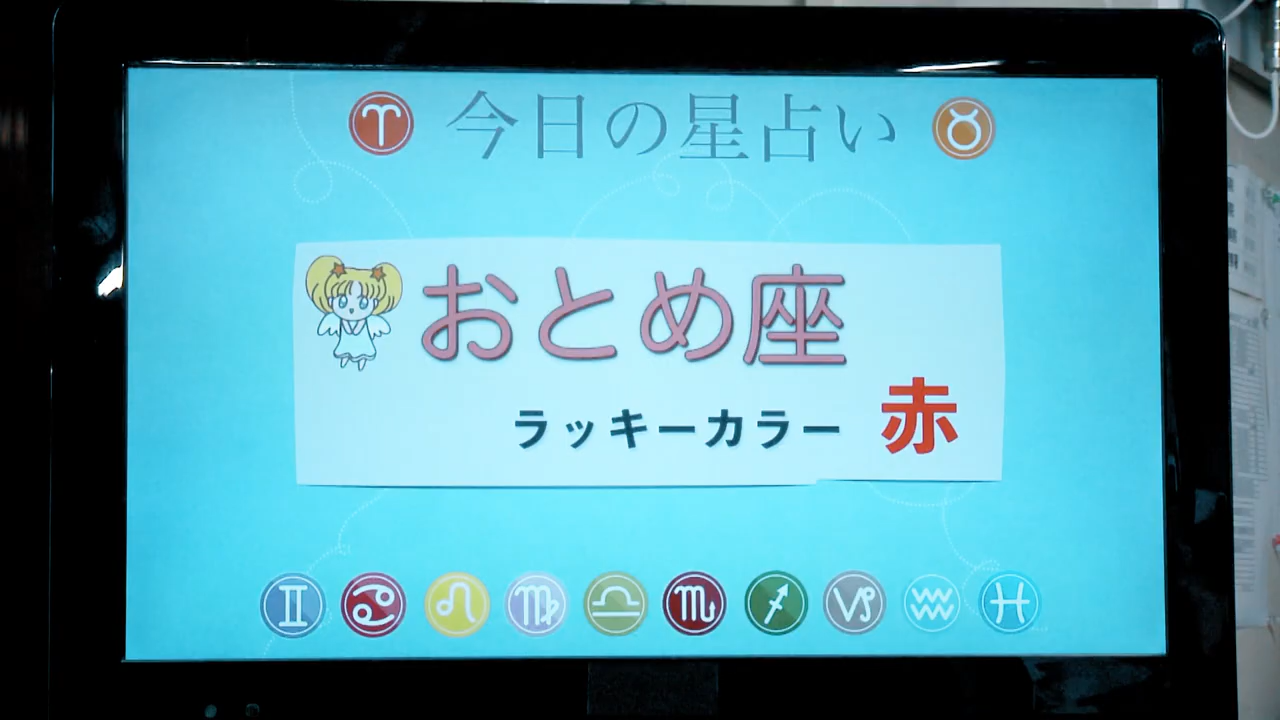 今日の星占い
おとめ座
ラッキーカラー 赤